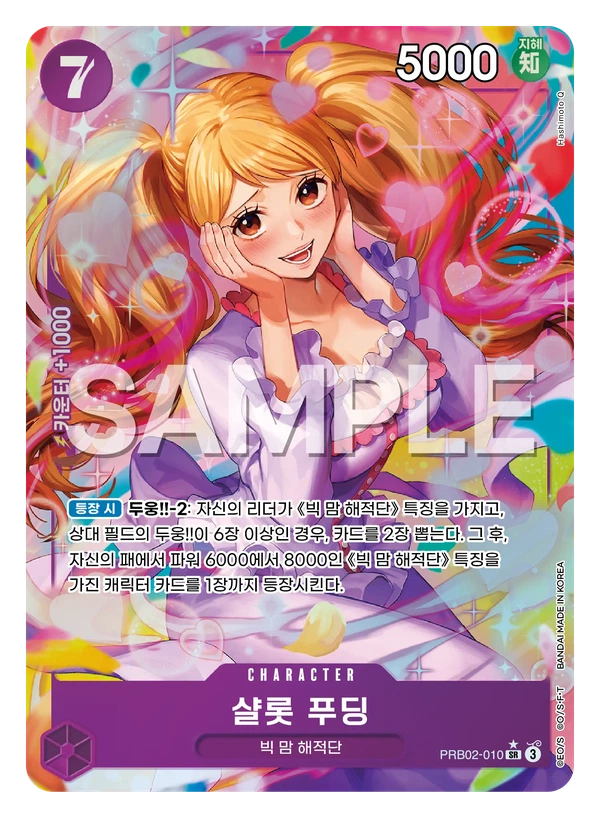 7
5000
지혜
知
Hashimoto Q
카운터 +1000
SAMPLE
등장 시 두웅!!-2: 자신의 리더가 《빅 맘 해적단》 특징을 가지고,
상대 필드의 두웅!!이 6장 이상인 경우, 카드를 2장 뽑는다. 그 후,
자신의 패에서 파워 6000에서 8000인 《빅 맘 해적단》 특징을
가진 캐릭터 카드를 1장까지 등장시킨다.
CHARACTER
샬롯 푸딩
빅 맘 해적단
PRB02-010 SR 3
©EO/S ©O/S·F·T BANDAI MADE IN KOREA